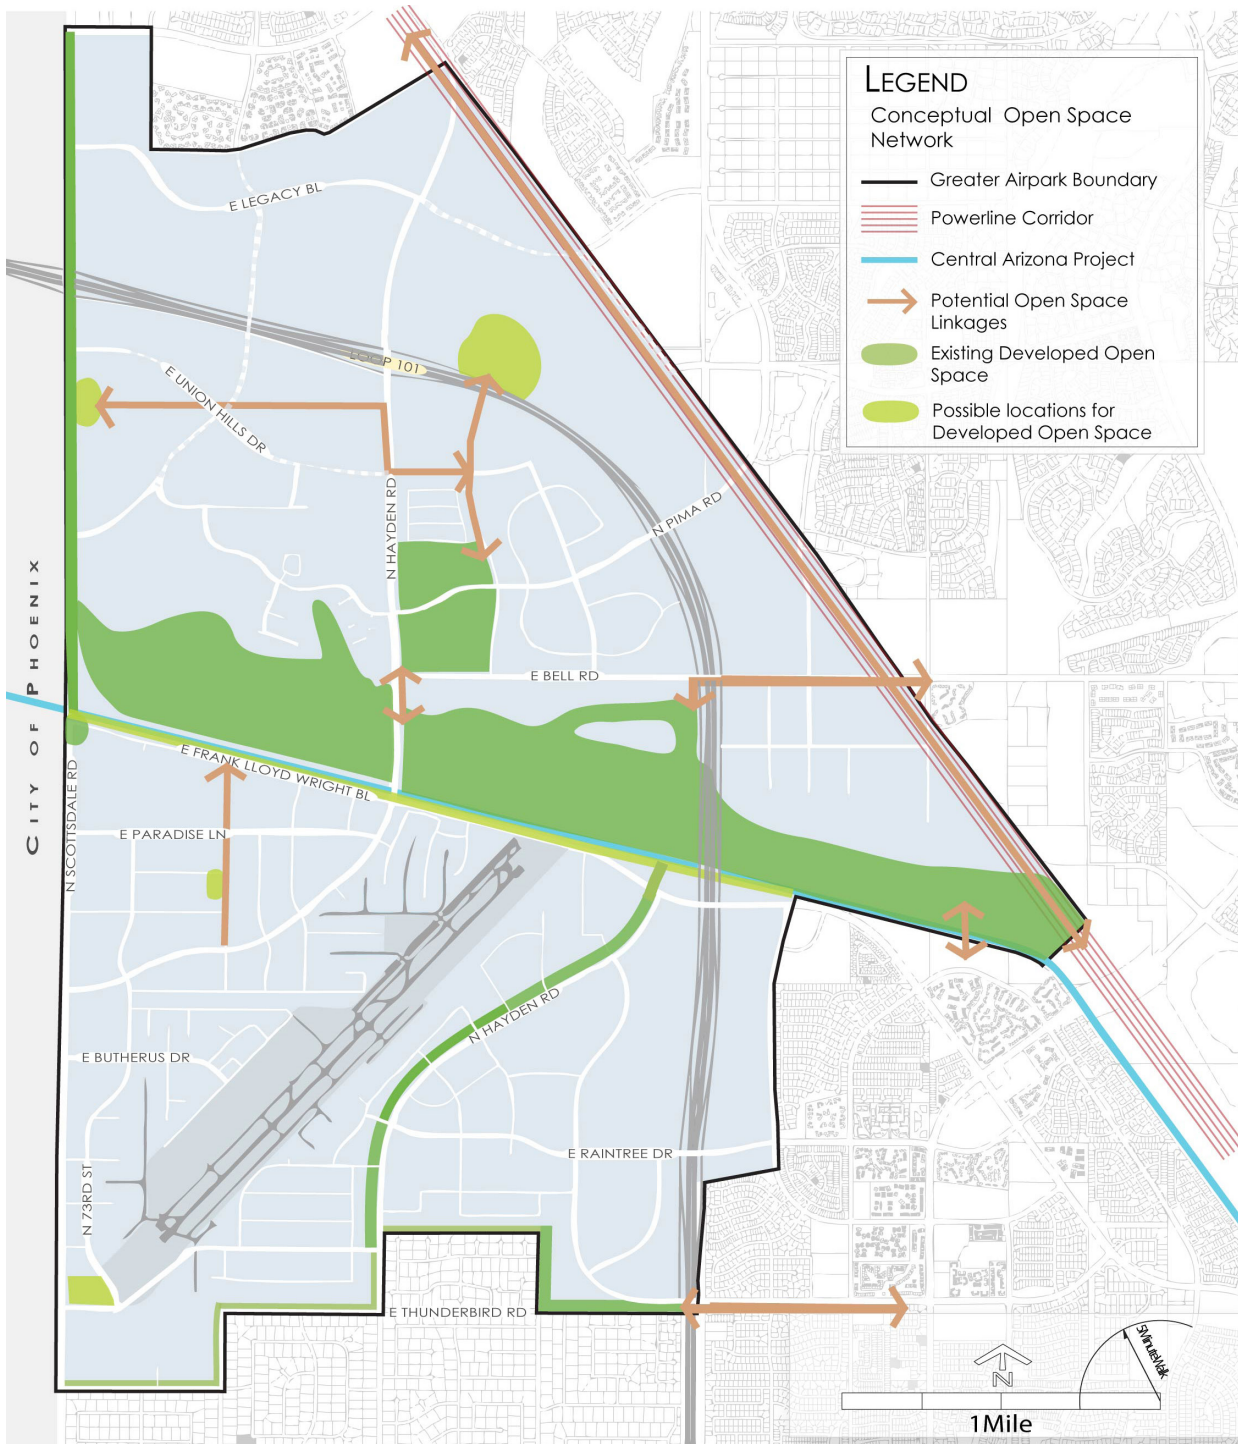 LEGEND
Conceptual Open Space
Network
Greater Airpark Boundary
Powerline Corridor
Central Arizona Project
Potential Open Space
Linkages
Existing Developed Open
Space
Possible locations for
Developed Open Space
E LEGACY BL
LOOP 101
E UNION HILLS DR
N HAYDEN RD
N PIMA RD
CITY OF PHOENIX
E BELL RD
E FRANK LLOYD WRIGHT BL
N SCOTTSDALE RD
E PARADISE LN
N HAYDEN RD
E BUTHERUS DR
E RAINTREE DR
N 73RD ST
E THUNDERBIRD RD
5MinuteWalk
N
1Mile